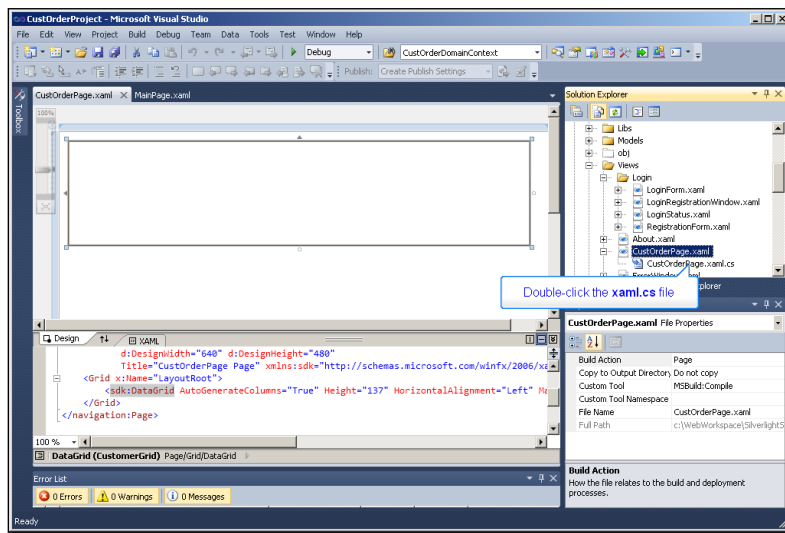 CustOrderProject - Microsoft Visual Studio
File Edit View Project Build Debug Team Data Tools Test Window Help
Debug CustOrderDomainContext
Publish: Create Publish Settings
Toolbox
CustOrderPage.xaml MainPage.xaml
100%
Design XAML
d:DesignWidth="640" d:DesignHeight="480"
Title="CustOrderPage Page" xmlns:sdk="http://schemas.microsoft.com/winfx/2006/xa
<Grid x:Name="LayoutRoot">
<sdk:DataGrid AutoGenerateColumns="True" Height="137" HorizontalAlignment="Left" Ma
</Grid>
</navigation:Page>
100 %
DataGrid (CustomerGrid) Page/Grid/DataGrid
Error List
0 Errors 0 Warnings 0 Messages
Ready
Solution Explorer
Libs
Models
obj
Views
Login
LoginForm.xaml
LoginRegistrationWindow.xaml
LoginStatus.xaml
RegistrationForm.xaml
About.xaml
CustOrderPage.xaml
CustOrderPage.xaml.cs
Double-click the xaml.cs file
plorer
CustOrderPage.xaml File Properties
Build Action Page
Copy to Output Directory Do not copy
Custom Tool MSBuild:Compile
Custom Tool Namespace
File Name CustOrderPage.xaml
Full Path c:\WebWorkspace\SilverlightS
Build Action
How the file relates to the build and deployment
processes.